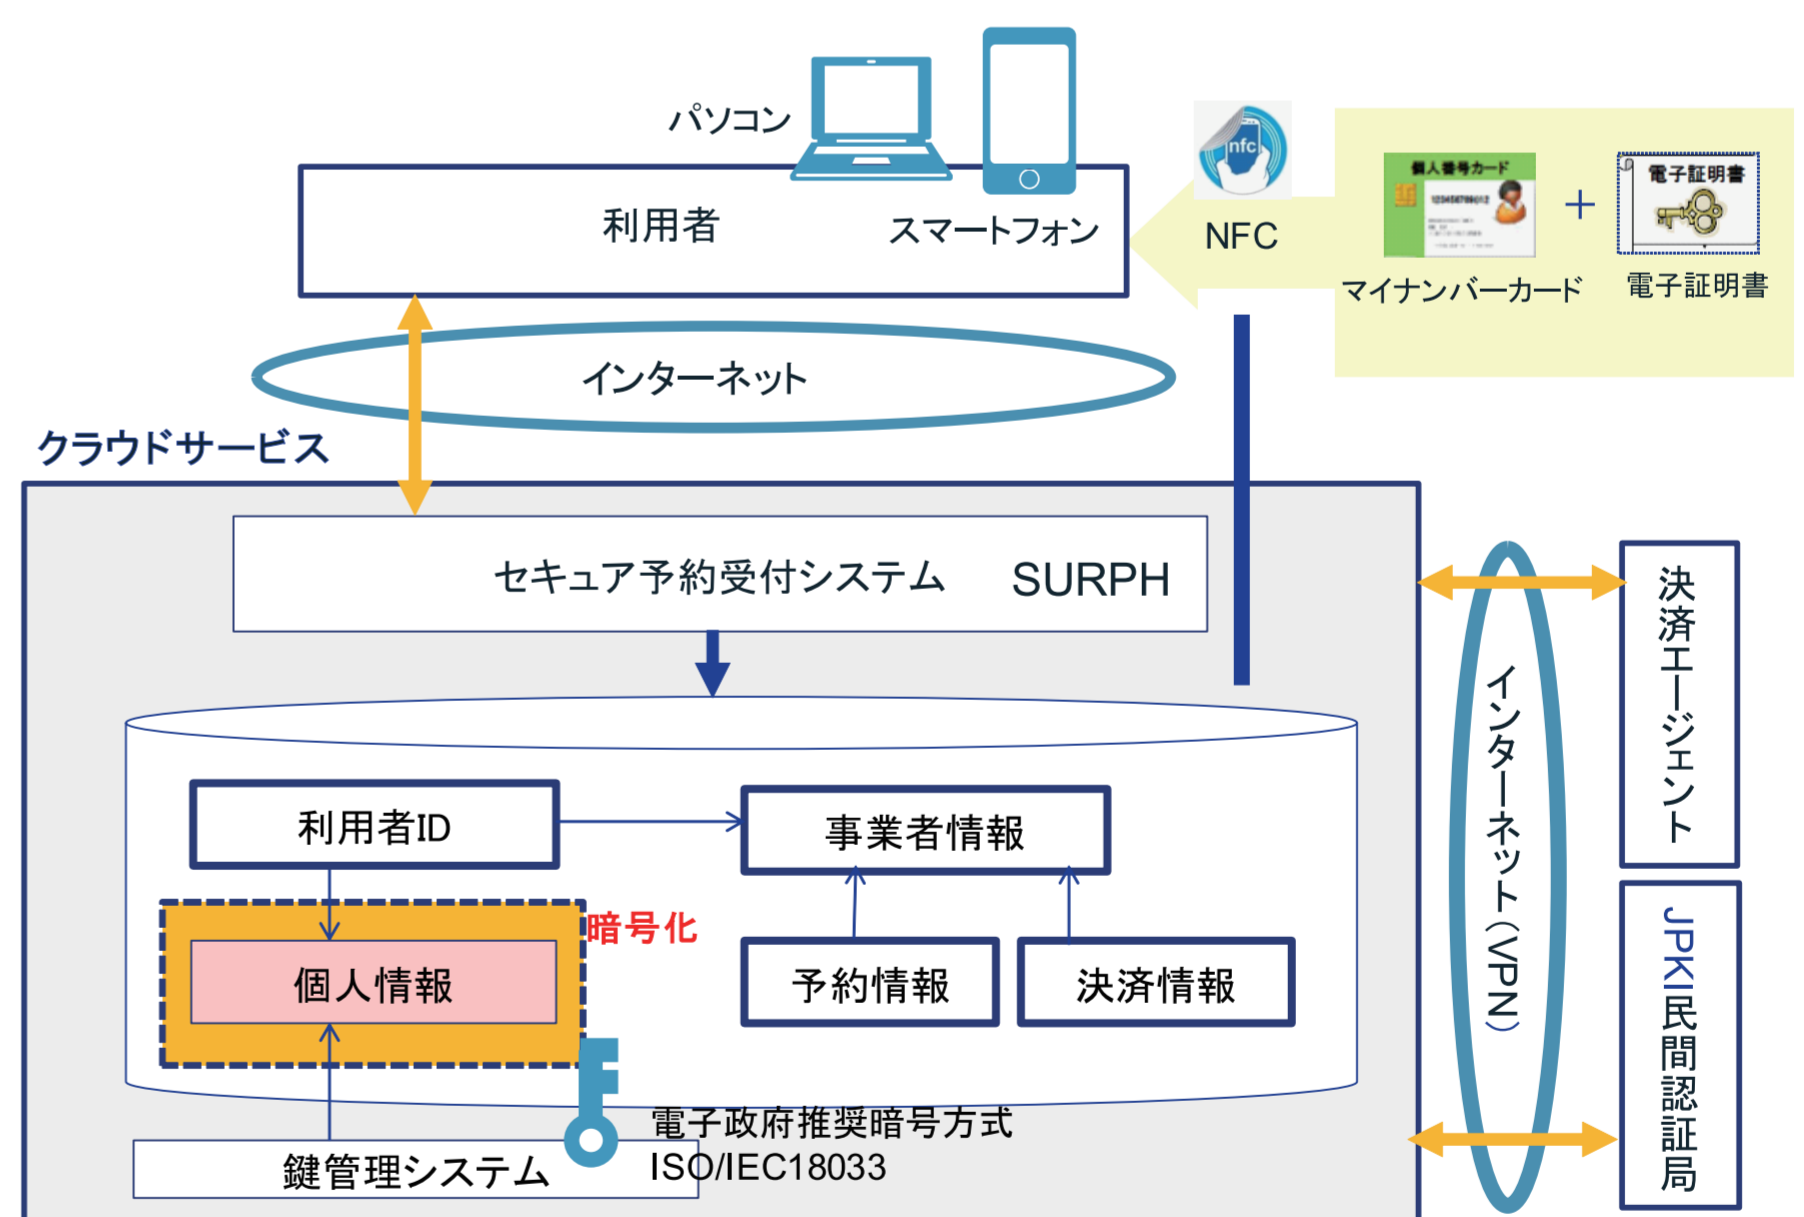 パソコン
利用者
スマートフォン
nfc
NFC
個人番号カード
123456789012
マイナンバーカード
+
電子証明書
電子証明書
インターネット
クラウドサービス
セキュア予約受付システム SURPH
利用者ID
事業者情報
暗号化
個人情報
予約情報
決済情報
電子政府推奨暗号方式
ISO/IEC18033
鍵管理システム
インターネット(VPN)
決済エージェント
JPKI民間認証局